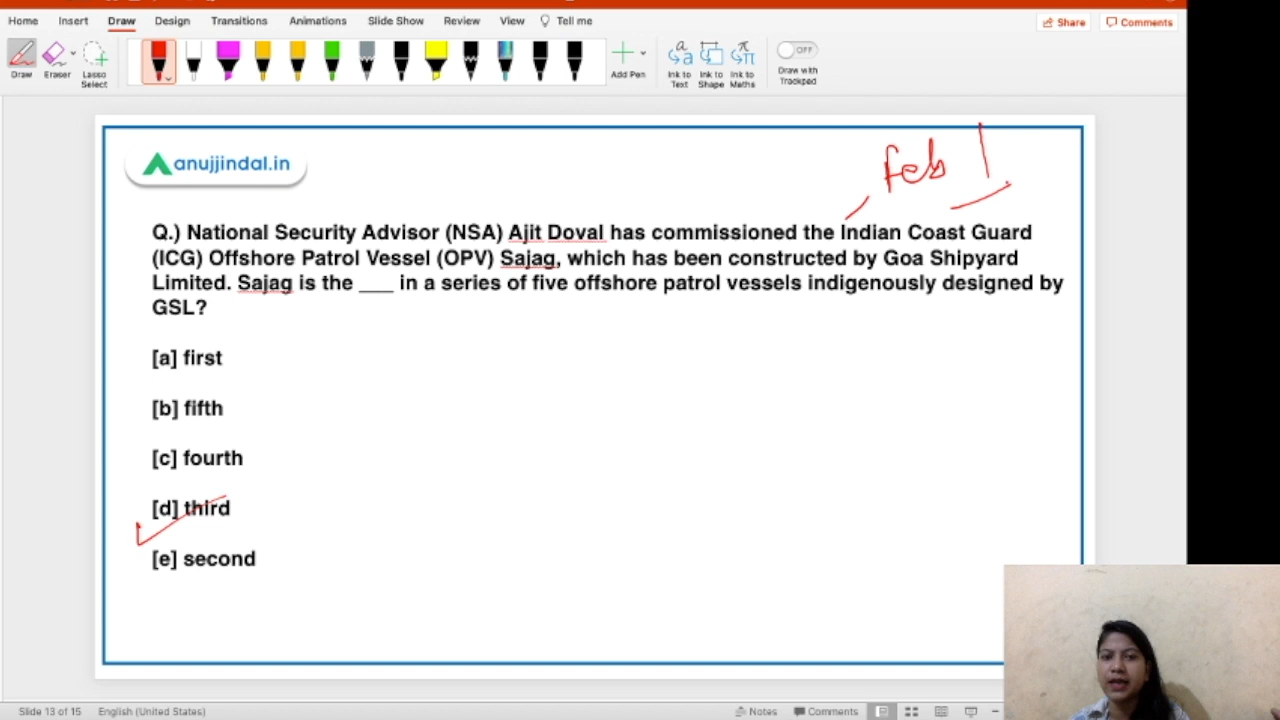 Home Insert Draw Design Transitions Animations Slide Show Review View Tell me
Share Comments
Draw Eraser Lasso Select Add Pen Ink to Text Ink to Shape Ink to Maths OFF Draw with Trackpad
anujjindal.in
Feb 1
Q.) National Security Advisor (NSA) Ajit Doval has commissioned the Indian Coast Guard
(ICG) Offshore Patrol Vessel (OPV) Sajag, which has been constructed by Goa Shipyard
Limited. Sajag is the ___ in a series of five offshore patrol vessels indigenously designed by
GSL?
[a] first
[b] fifth
[c] fourth
[d] third
[e] second
Slide 13 of 15 English (United States) Notes Comments